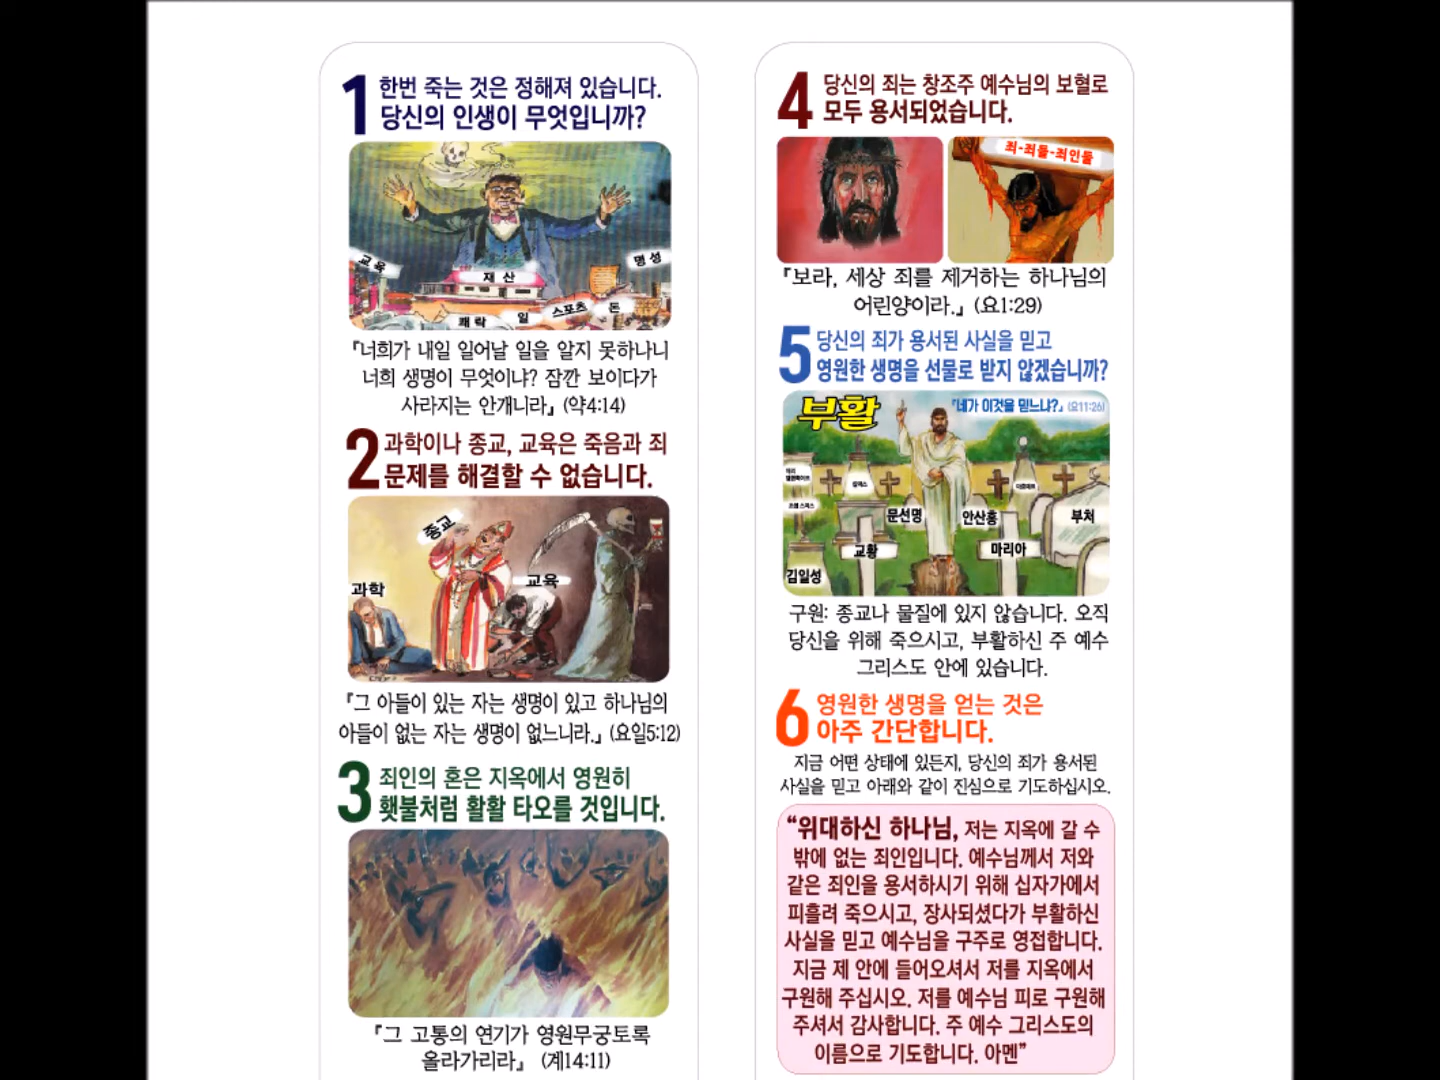 1
한번 죽는 것은 정해져 있습니다.
당신의 인생이 무엇입니까?
교육
재산
명성
쾌락
일
스포츠
돈
『너희가 내일 일어날 일을 알지 못하나니
너희 생명이 무엇이냐? 잠깐 보이다가
사라지는 안개니라』 (약4:14)
2
과학이나 종교, 교육은 죽음과 죄
문제를 해결할 수 없습니다.
종교
교육
과학
『그 아들이 있는 자는 생명이 있고 하나님의
아들이 없는 자는 생명이 없느니라.』 (요일5:12)
3
죄인의 혼은 지옥에서 영원히
횃불처럼 활활 타오를 것입니다.
『그 고통의 연기가 영원무궁토록
올라가리라』 (계14:11)
4
당신의 죄는 창조주 예수님의 보혈로
모두 용서되었습니다.
죄-죄들-죄인들
『보라, 세상 죄를 제거하는 하나님의
어린양이라.』 (요1:29)
5
당신의 죄가 용서된 사실을 믿고
영원한 생명을 선물로 받지 않겠습니까?
부활
『네가 이것을 믿느냐?』 (요11:26)
문선명
안산홍
부처
교황
마리아
김일성
구원: 종교나 물질에 있지 않습니다. 오직
당신을 위해 죽으시고, 부활하신 주 예수
그리스도 안에 있습니다.
6
영원한 생명을 얻는 것은
아주 간단합니다.
지금 어떤 상태에 있든지, 당신의 죄가 용서된
사실을 믿고 아래와 같이 진심으로 기도하십시오.
“위대하신 하나님, 저는 지옥에 갈 수
밖에 없는 죄인입니다. 예수님께서 저와
같은 죄인을 용서하시기 위해 십자가에서
피흘려 죽으시고, 장사되셨다가 부활하신
사실을 믿고 예수님을 구주로 영접합니다.
지금 제 안에 들어오셔서 저를 지옥에서
구원해 주십시오. 저를 예수님 피로 구원해
주셔서 감사합니다. 주 예수 그리스도의
이름으로 기도합니다. 아멘”